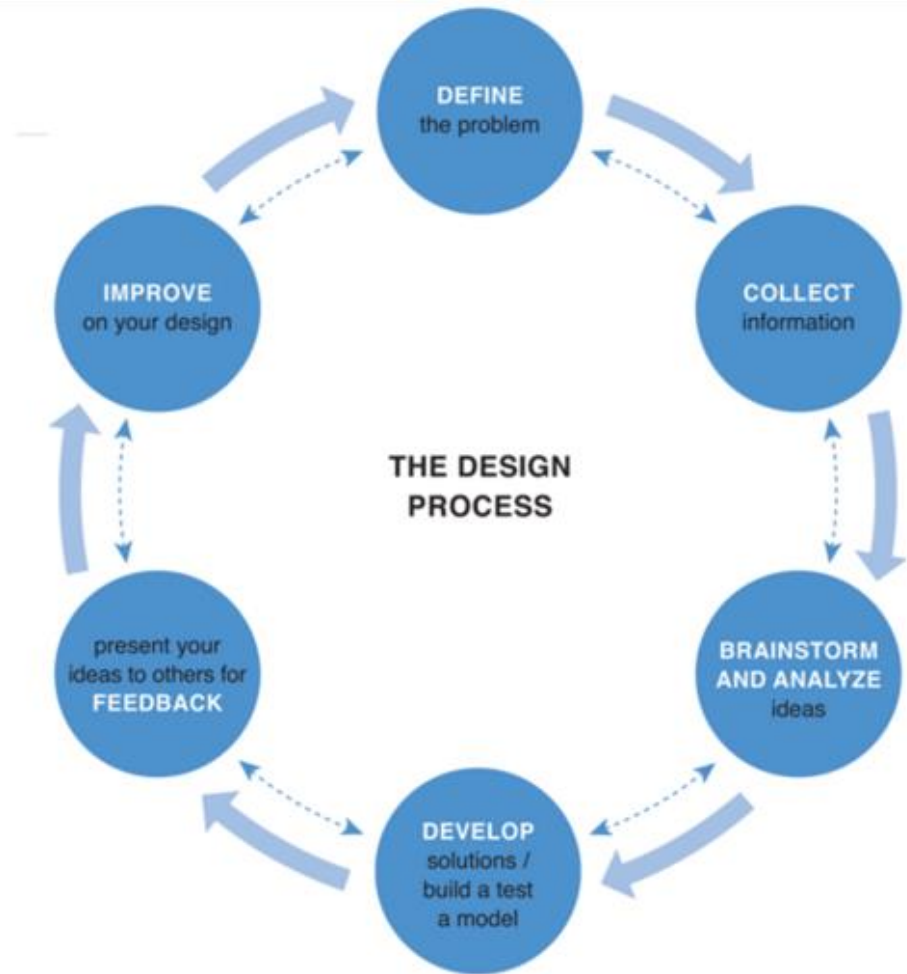 DEFINE
the problem
COLLECT
information
BRAINSTORM
AND ANALYZE
ideas
DEVELOP
solutions /
build a test
a model
present your
ideas to others for
FEEDBACK
IMPROVE
on your design
THE DESIGN
PROCESS